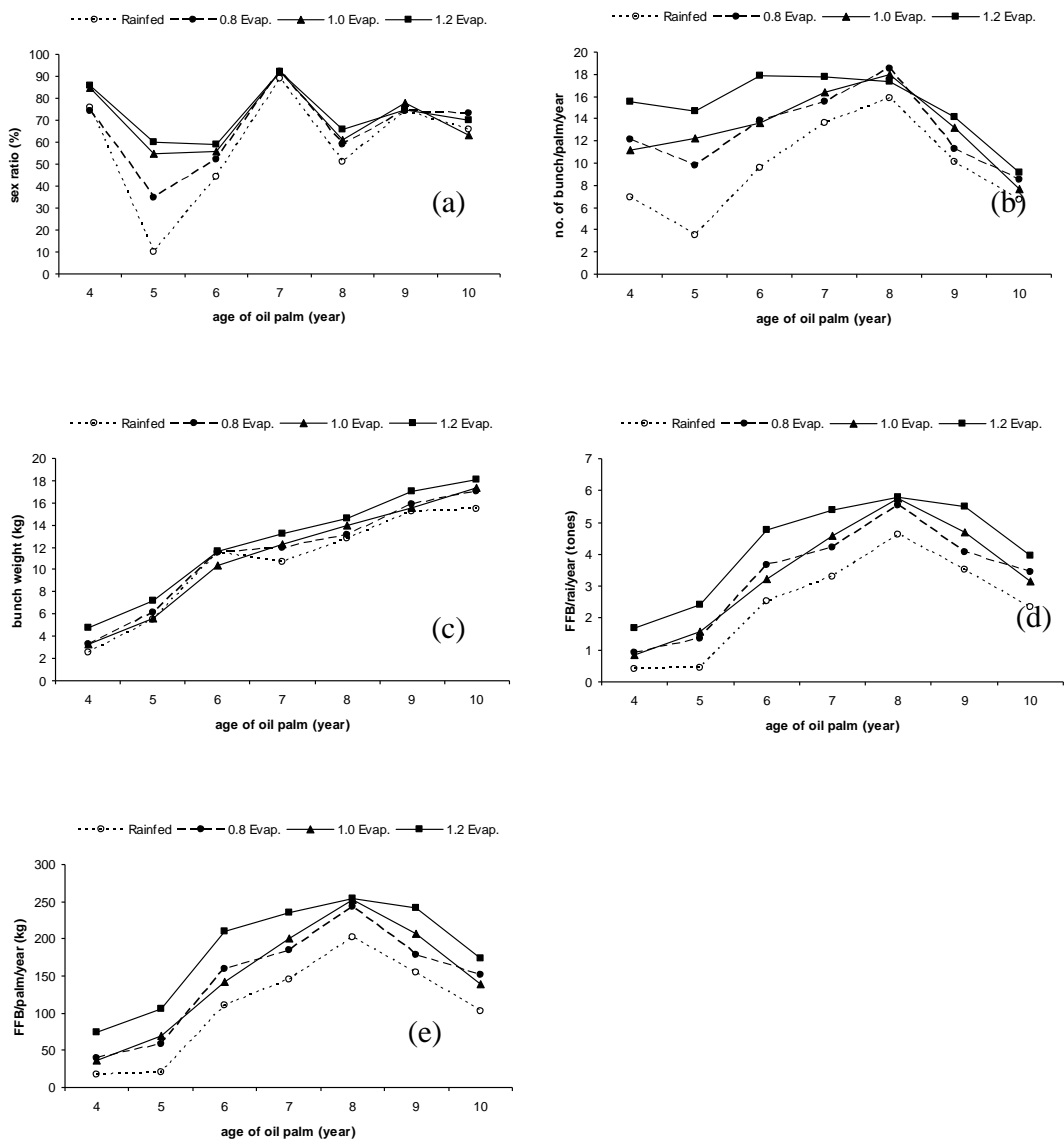 Rainfed 0.8 Evap. 1.0 Evap. 1.2 Evap.
100
90
80
70
60
50
40
30
20
10
0
sex ratio (%)
(a)
4 5 6 7 8 9 10
age of oil palm (year)
Rainfed 0.8 Evap. 1.0 Evap. 1.2 Evap.
20
18
16
14
12
10
8
6
4
2
0
no. of bunch/palm/year
(b)
4 5 6 7 8 9 10
age of oil palm (year)
Rainfed 0.8 Evap. 1.0 Evap. 1.2 Evap.
20
18
16
14
12
10
8
6
4
2
0
bunch weight (kg)
(c)
4 5 6 7 8 9 10
age of oil palm (year)
Rainfed 0.8 Evap. 1.0 Evap. 1.2 Evap.
7
6
5
4
3
2
1
0
FFB/rai/year (tones)
(d)
4 5 6 7 8 9 10
age of oil palm (year)
Rainfed 0.8 Evap. 1.0 Evap. 1.2 Evap.
300
250
200
150
100
50
0
FFB/palm/year (kg)
(e)
4 5 6 7 8 9 10
age of oil palm (year)